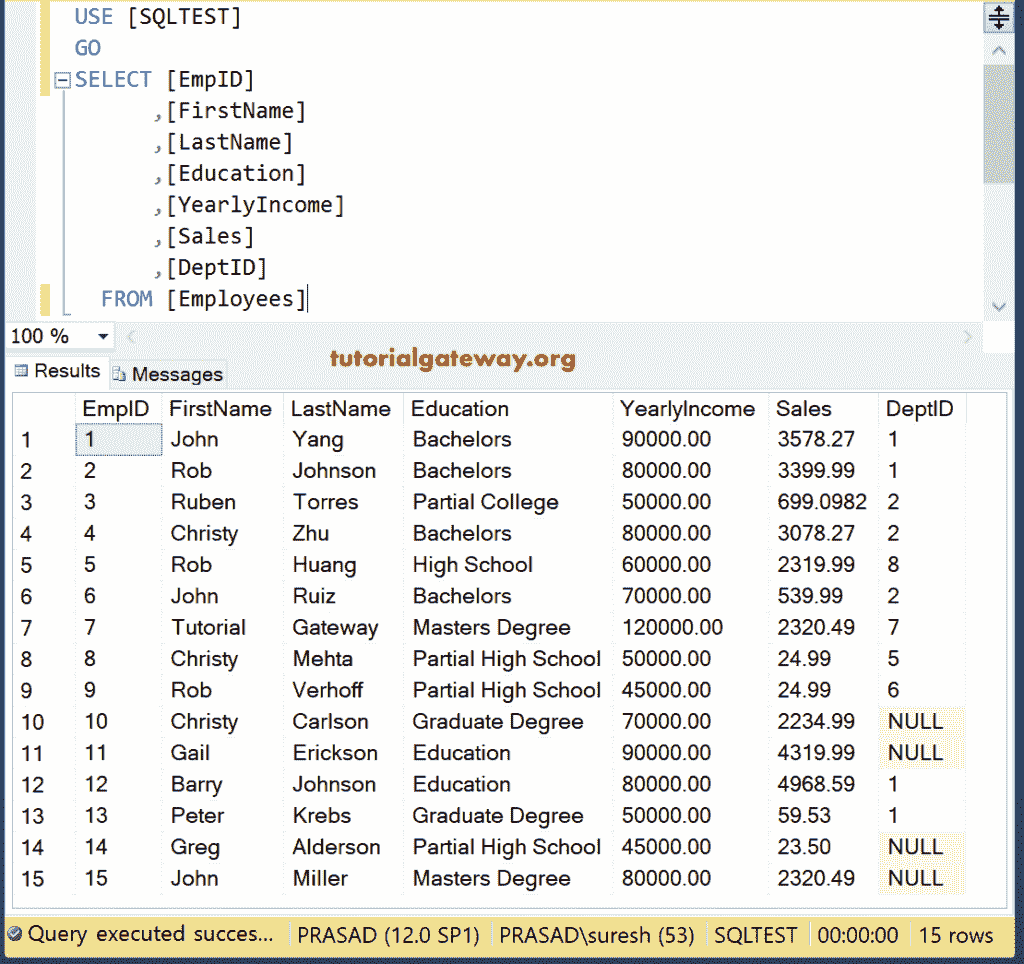 USE [SQLTEST]
GO
SELECT [EmpID]
,[FirstName]
,[LastName]
,[Education]
,[YearlyIncome]
,[Sales]
,[DeptID]
FROM [Employees]
100 %
tutorialgateway.org
Results Messages
EmpID FirstName LastName Education YearlyIncome Sales DeptID
1 1 John Yang Bachelors 90000.00 3578.27 1
2 2 Rob Johnson Bachelors 80000.00 3399.99 1
3 3 Ruben Torres Partial College 50000.00 699.0982 2
4 4 Christy Zhu Bachelors 80000.00 3078.27 2
5 5 Rob Huang High School 60000.00 2319.99 8
6 6 John Ruiz Bachelors 70000.00 539.99 2
7 7 Tutorial Gateway Masters Degree 120000.00 2320.49 7
8 8 Christy Mehta Partial High School 50000.00 24.99 5
9 9 Rob Verhoff Partial High School 45000.00 24.99 6
10 10 Christy Carlson Graduate Degree 70000.00 2234.99 NULL
11 11 Gail Erickson Education 90000.00 4319.99 NULL
12 12 Barry Johnson Education 80000.00 4968.59 1
13 13 Peter Krebs Graduate Degree 50000.00 59.53 1
14 14 Greg Alderson Partial High School 45000.00 23.50 NULL
15 15 John Miller Masters Degree 80000.00 2320.49 NULL
Query executed succes... PRASAD (12.0 SP1) PRASAD\suresh (53) SQLTEST 00:00:00 15 rows